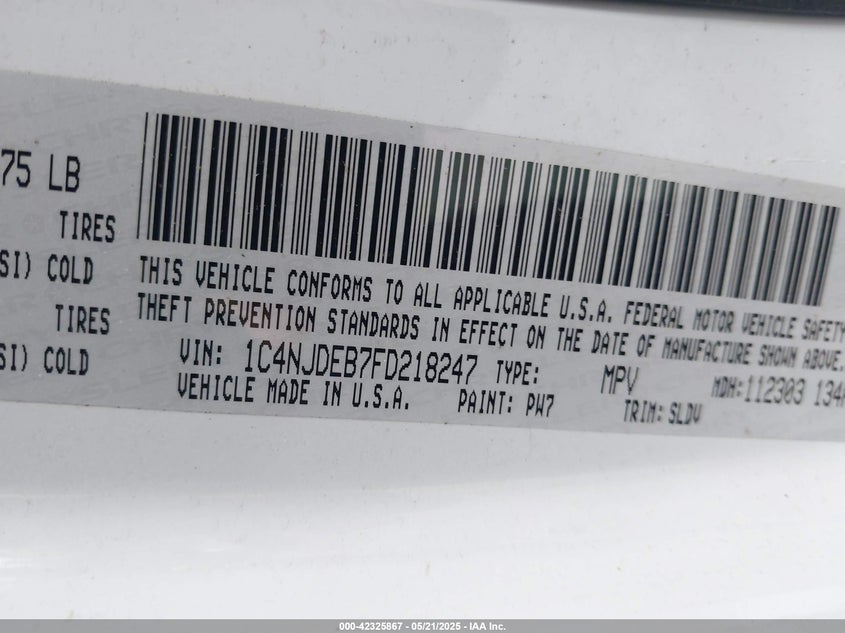 75 LB
TIRES
SI) COLD
TIRES
SI) COLD
THIS VEHICLE CONFORMS TO ALL APPLICABLE U.S.A. FEDERAL MOTOR VEHICLE SAFETY
THEFT PREVENTION STANDARDS IN EFFECT ON THE DATE OF MANUFACTURE SHOWN ABOVE.
VIN: 1C4NJDEB7FD218247 TYPE: MPV MDH:112303 134
VEHICLE MADE IN U.S.A. PAINT: PW7 TRIM: SLDV
000-42325867 - 05/21/2025 - IAA Inc.